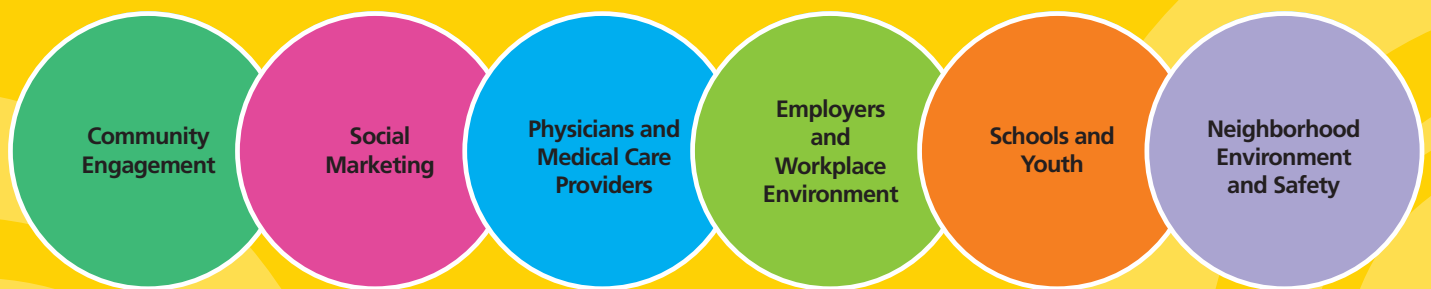 Community
Engagement
Social
Marketing
Physicians and
Medical Care
Providers
Employers
and
Workplace
Environment
Schools and
Youth
Neighborhood
Environment
and Safety